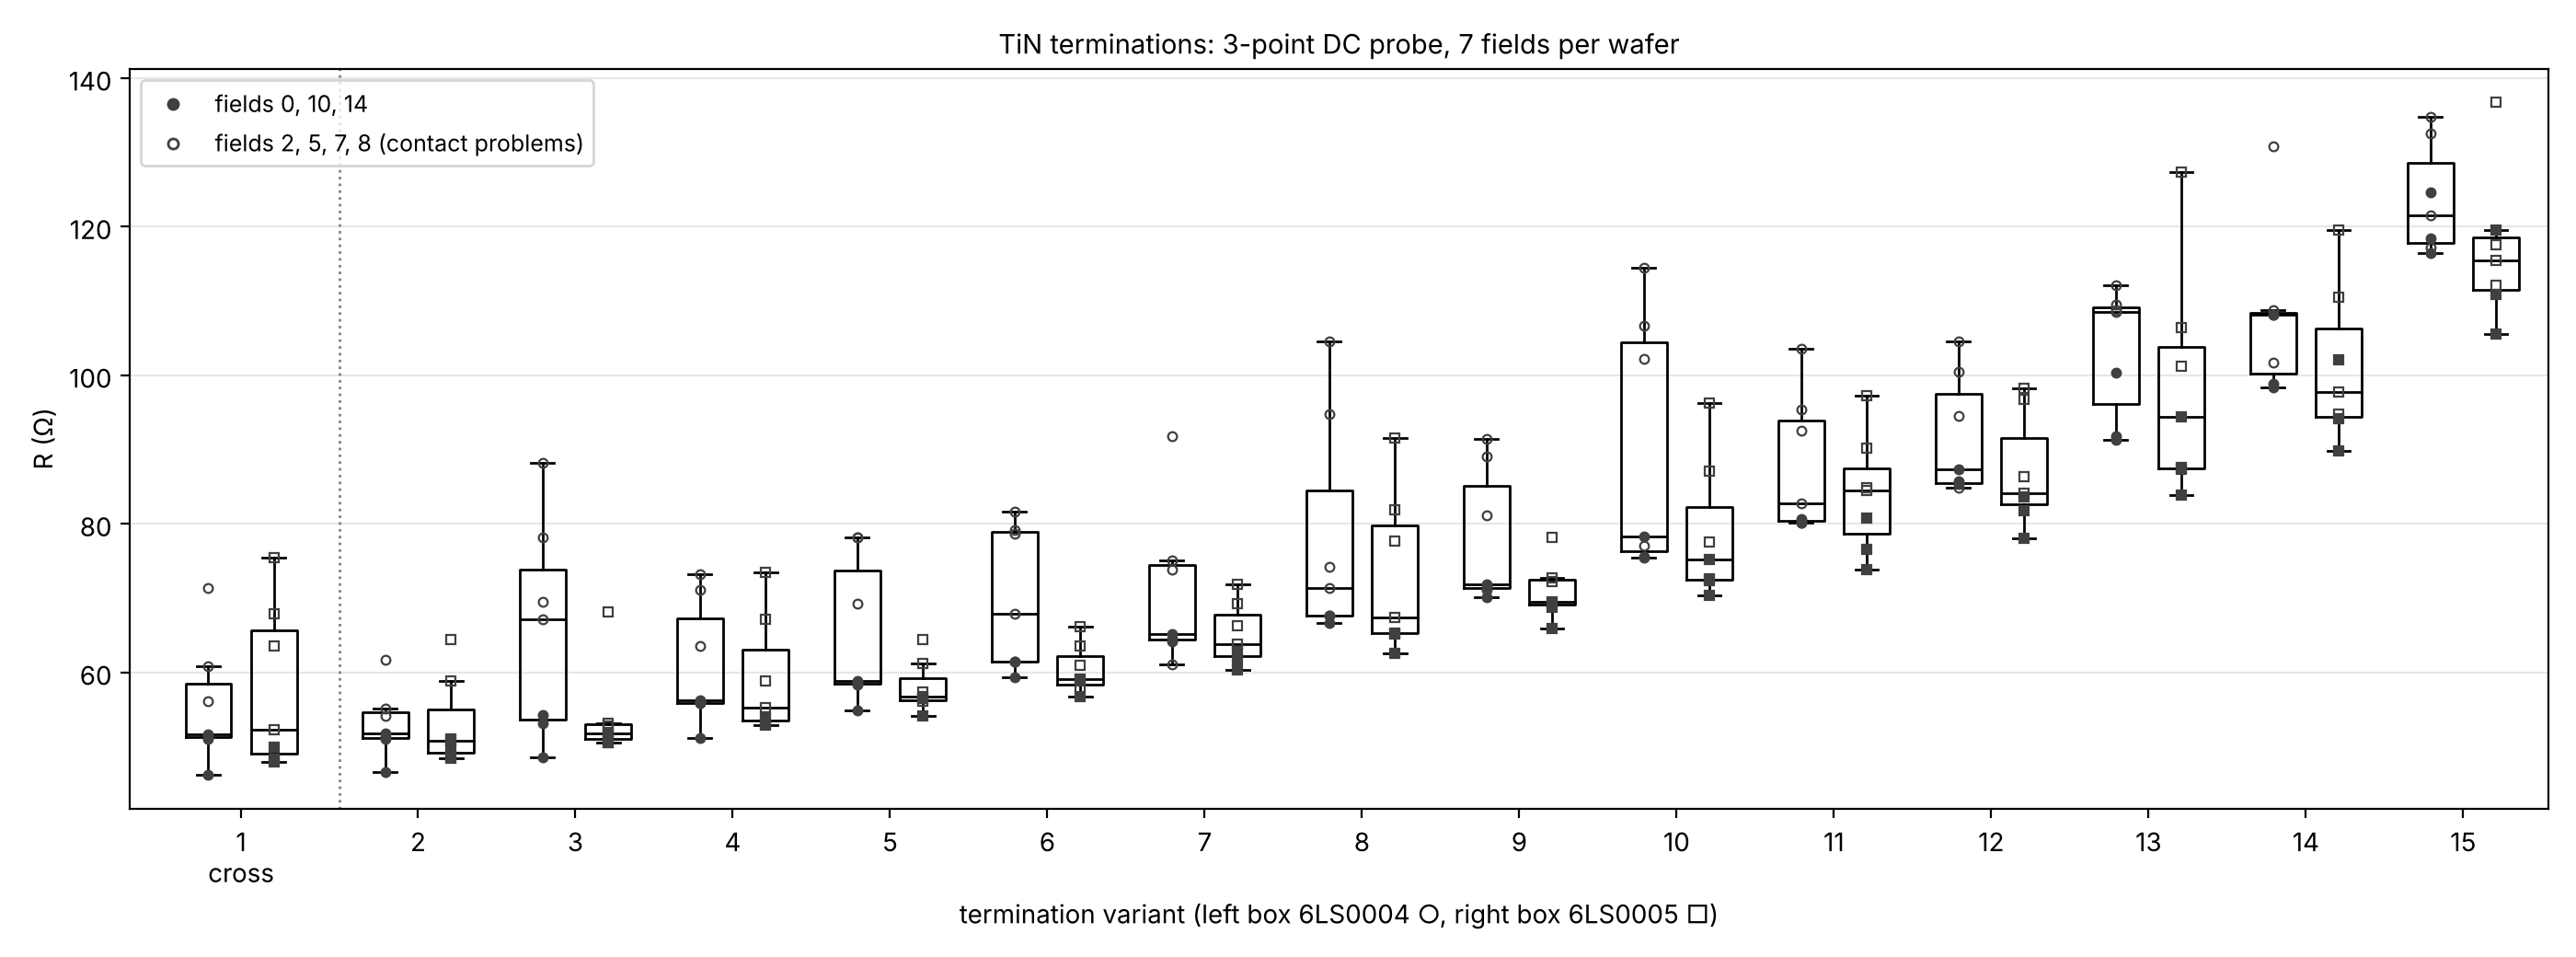 TiN terminations: 3-point DC probe, 7 fields per wafer
fields 0, 10, 14
fields 2, 5, 7, 8 (contact problems)
140
120
100
80
60
R (Ω)
1 2 3 4 5 6 7 8 9 10 11 12 13 14 15
cross
termination variant (left box 6LS0004 ○, right box 6LS0005 □)